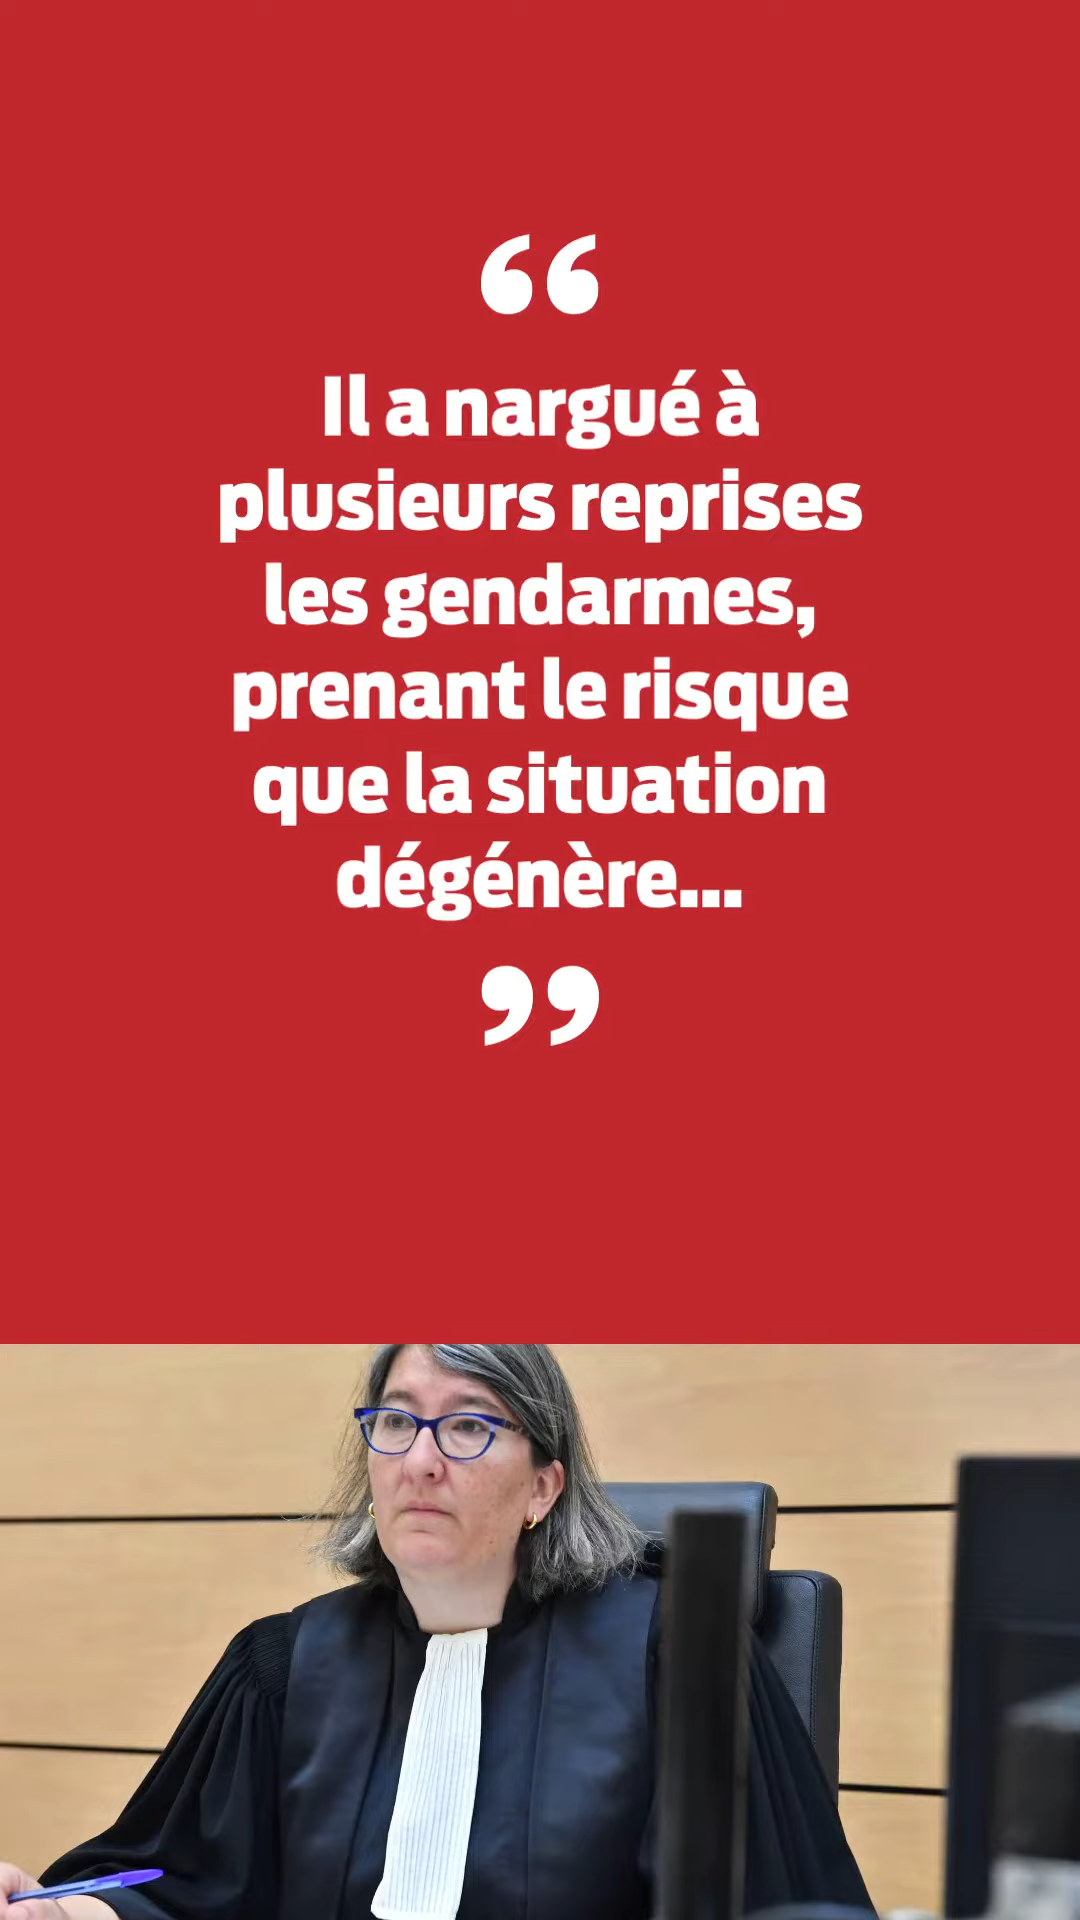 “
Il a nargué à
plusieurs reprises
les gendarmes,
prenant le risque
que la situation
dégénère...
”